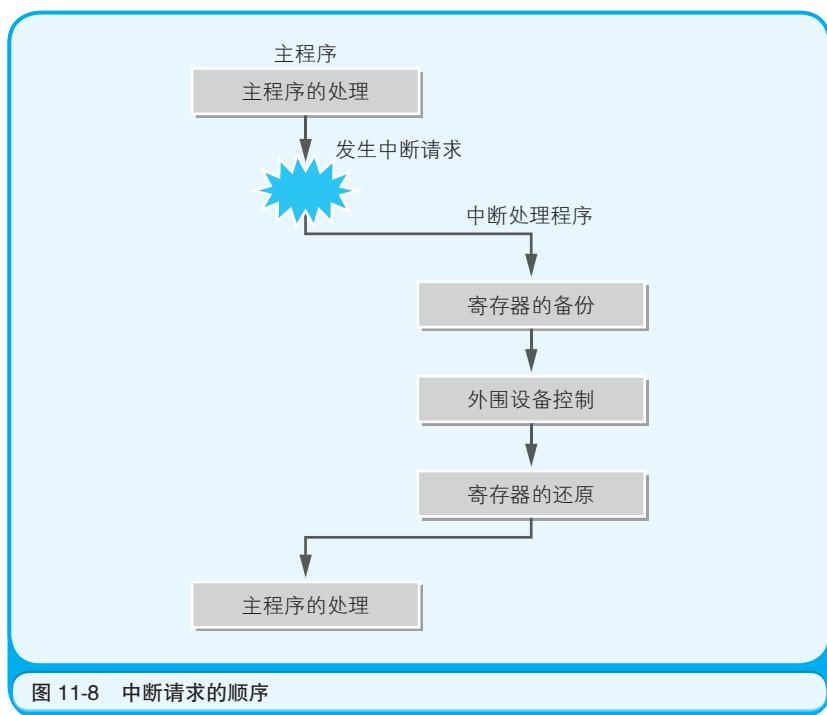 主程序
主程序的处理
发生中断请求
中断处理程序
寄存器的备份
外围设备控制
寄存器的还原
主程序的处理
图 11-8 中断请求的顺序